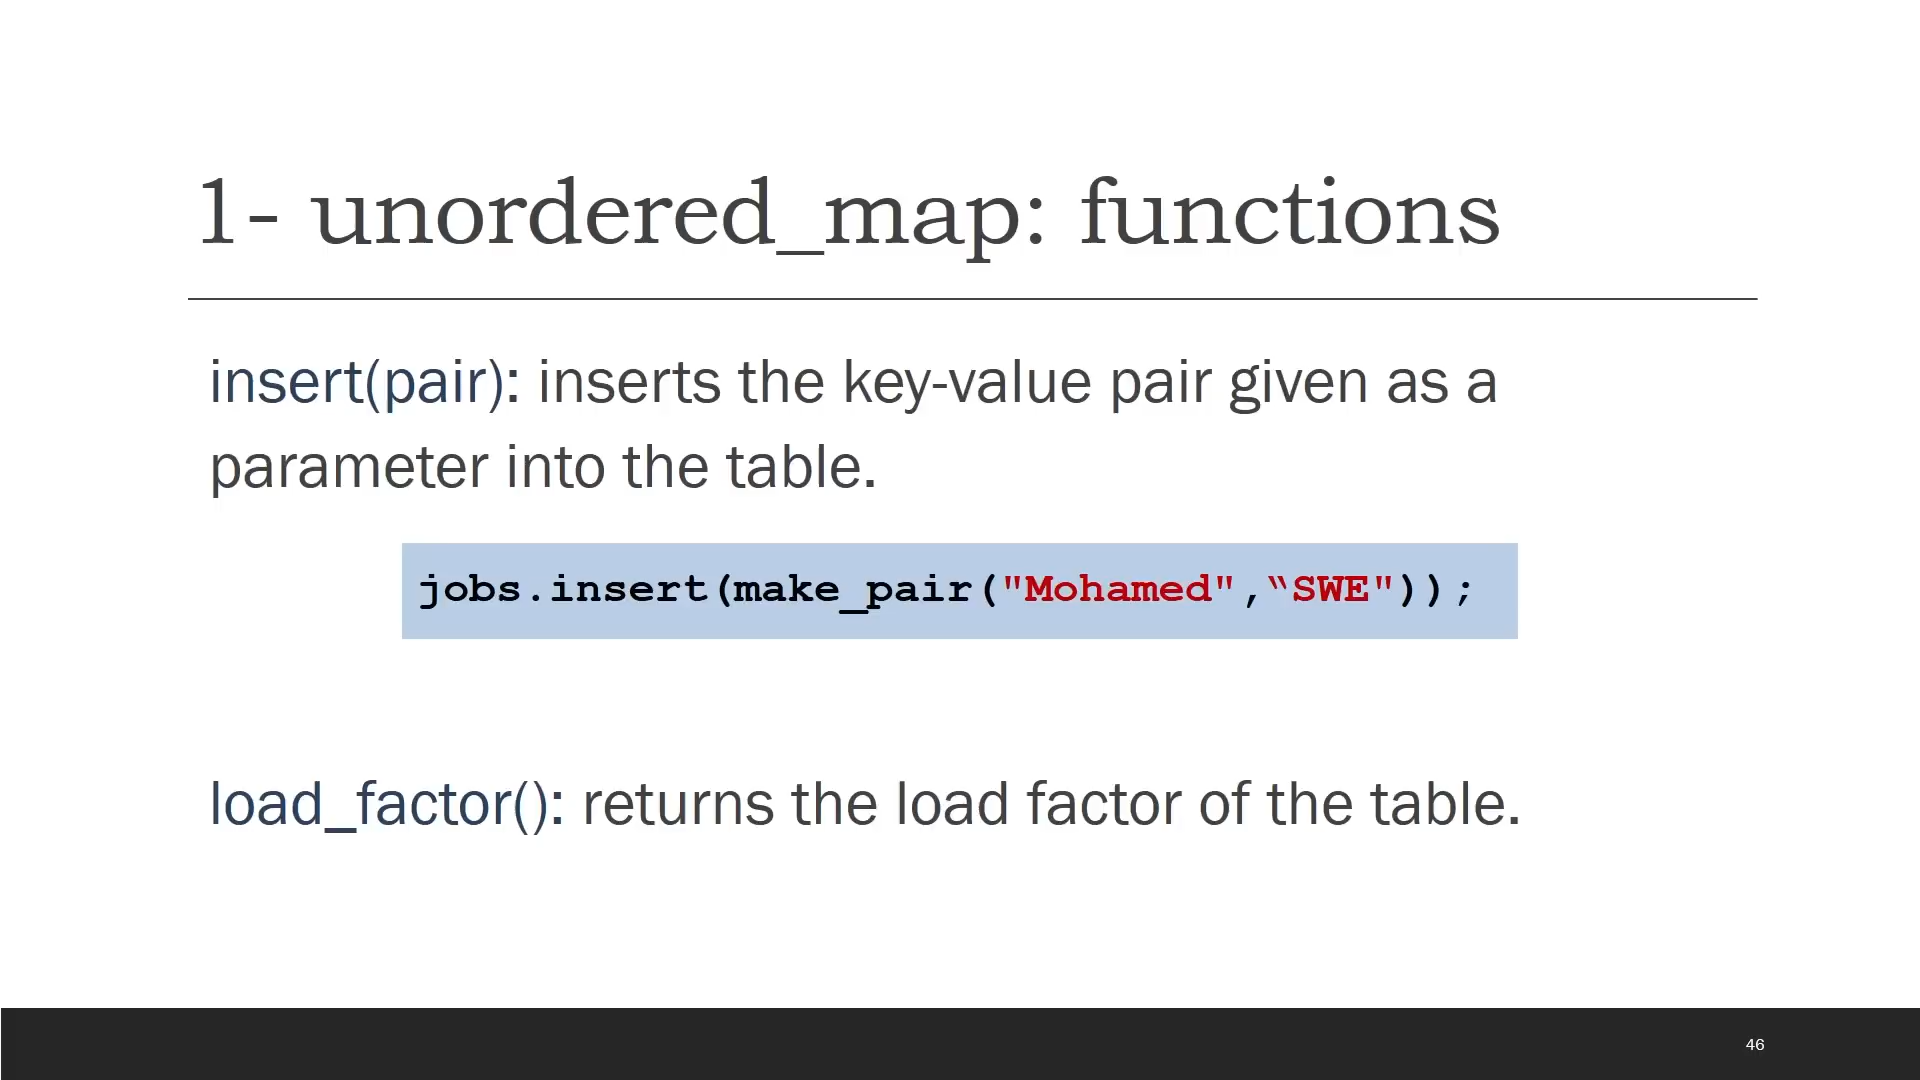 1- unordered_map: functions
insert(pair): inserts the key-value pair given as a
parameter into the table.
jobs.insert(make_pair("Mohamed",“SWE"));
load_factor(): returns the load factor of the table.
46